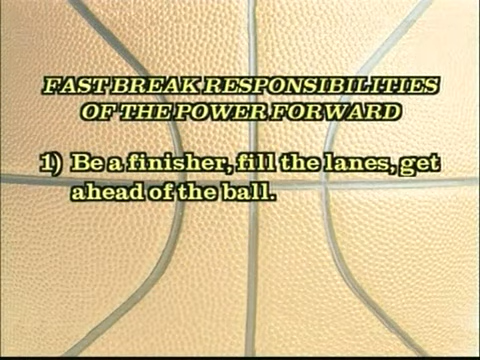 FAST BREAK RESPONSIBILITIES
OF THE POWER FORWARD
1) Be a finisher, fill the lanes, get
ahead of the ball.